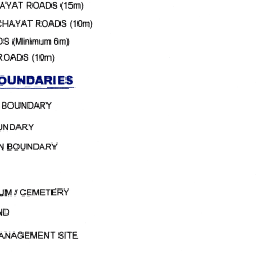 AYAT ROADS (15m)
CHAYAT ROADS (10m)
DS (Minimum 6m)
ROADS (10m)
BOUNDARIES
BOUNDARY
UNDARY
N BOUNDARY
UM / CEMETERY
ND
ANAGEMENT SITE